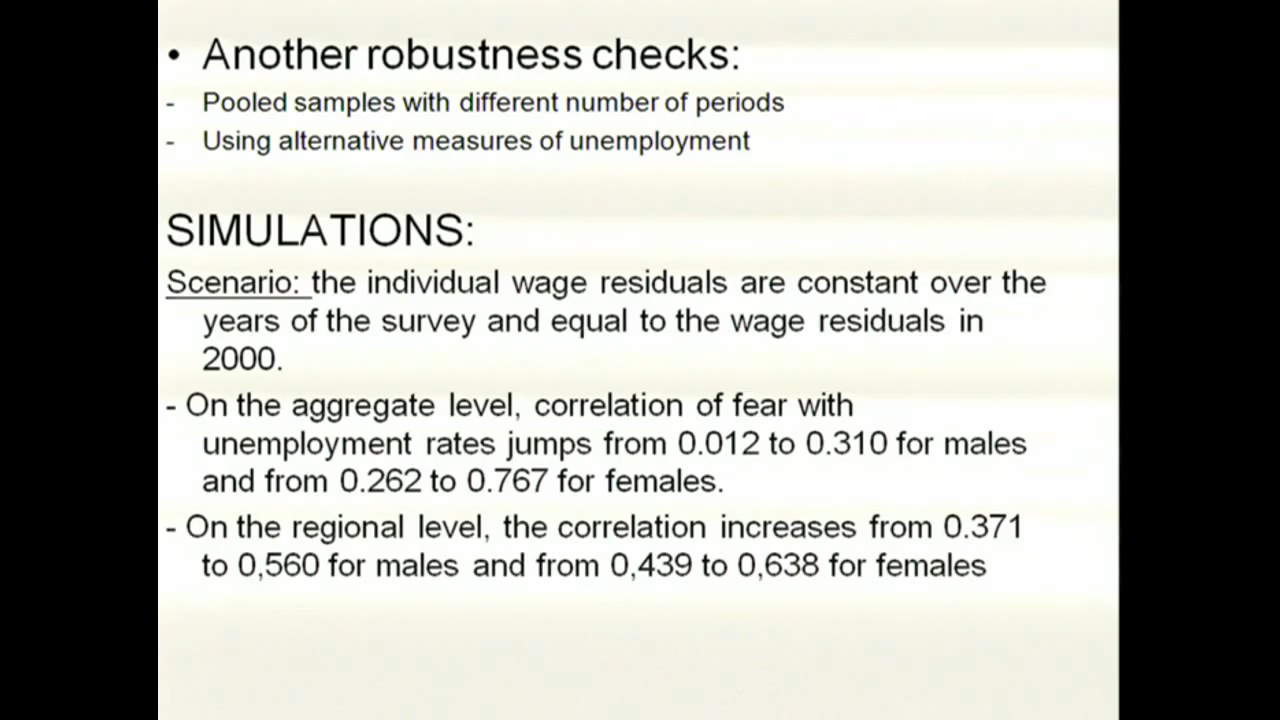 • Another robustness checks:
- Pooled samples with different number of periods
- Using alternative measures of unemployment
SIMULATIONS:
Scenario: the individual wage residuals are constant over the
years of the survey and equal to the wage residuals in
2000.
- On the aggregate level, correlation of fear with
unemployment rates jumps from 0.012 to 0.310 for males
and from 0.262 to 0.767 for females.
- On the regional level, the correlation increases from 0.371
to 0,560 for males and from 0,439 to 0,638 for females